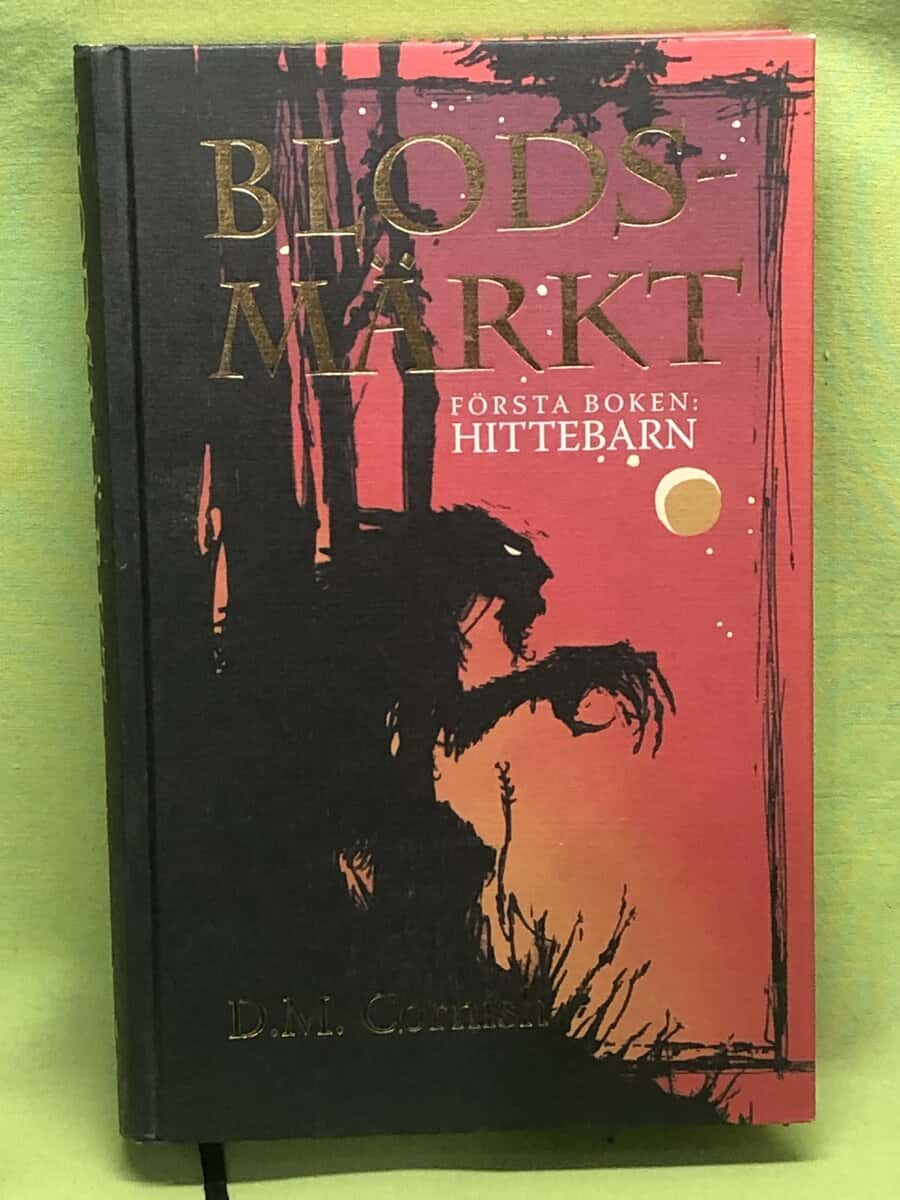 BLODS-
MÄRKT
FÖRSTA BOKEN:
HITTEBARN
D.M. Cornish